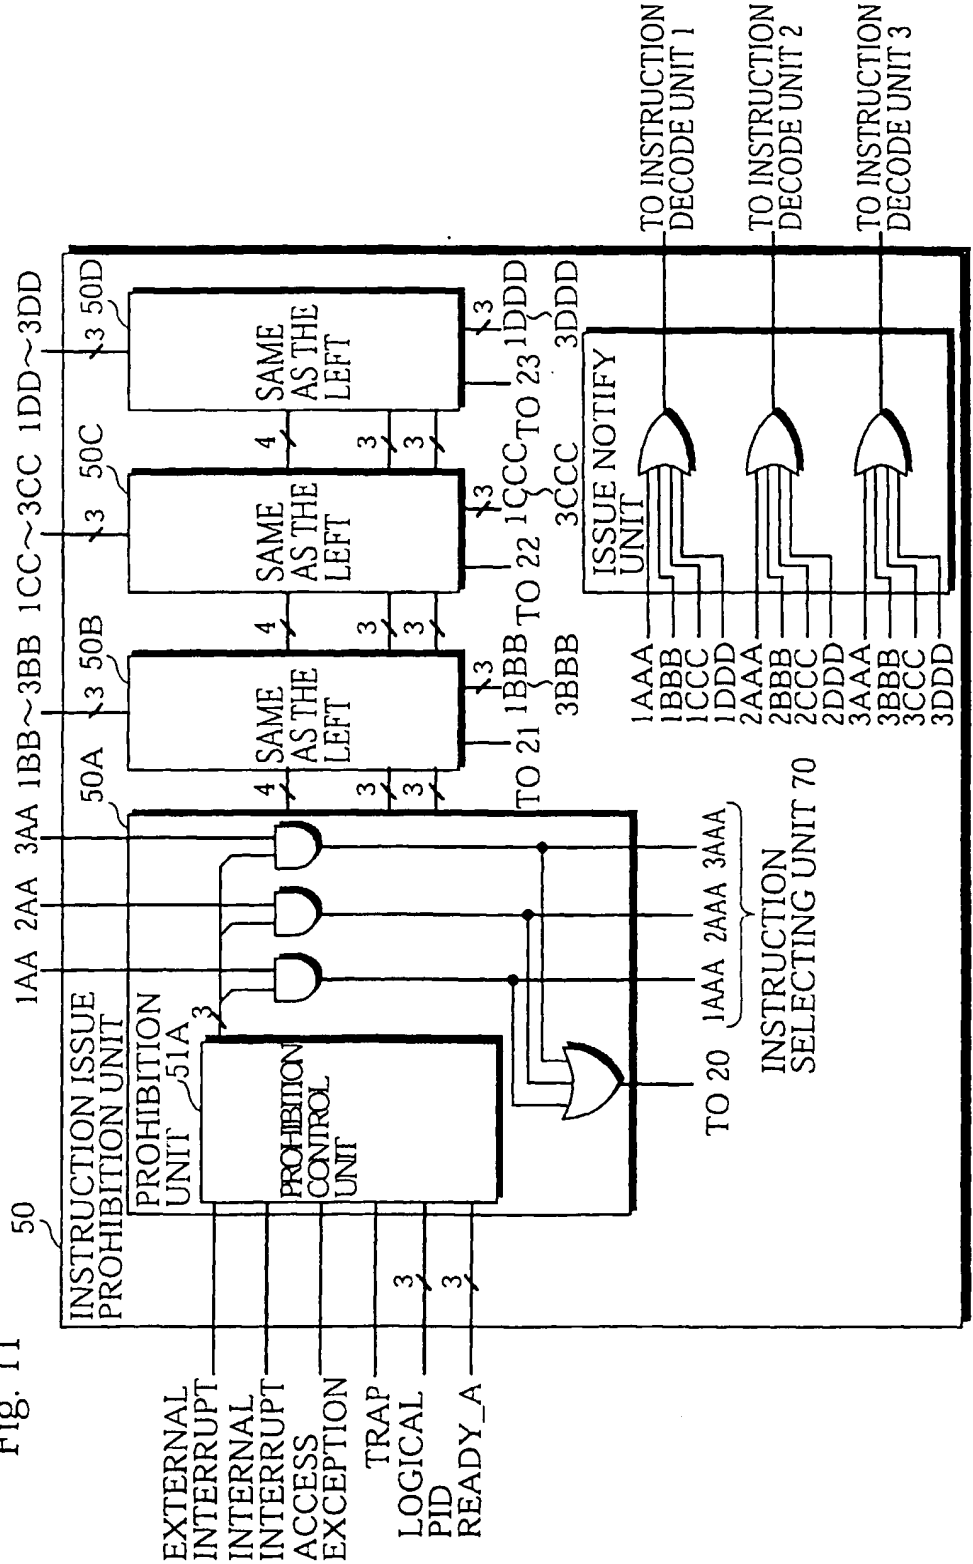 Fig. 11
50
INSTRUCTION ISSUE
PROHIBITION UNIT
1AA
2AA
3AA
1BB~3BB
1CC~3CC
1DD~3DD
PROHIBITION
UNIT
51A
50A
50B
50C
50D
3
3
3
3
PROHIBITION
CONTROL
UNIT
SAME
AS THE
LEFT
SAME
AS THE
LEFT
SAME
AS THE
LEFT
4
3
3
4
3
3
4
3
3
EXTERNAL
INTERRUPT
INTERNAL
INTERRUPT
ACCESS
EXCEPTION
TRAP
LOGICAL
PID
READY_A
3
3
TO 20
1AAA
2AAA
3AAA
INSTRUCTION
SELECTING UNIT 70
TO 21
3
1BBB
~
3BBB
TO 22
3
1CCC
~
3CCC
TO 23
3
1DDD
~
3DDD
ISSUE NOTIFY
UNIT
1AAA
1BBB
1CCC
1DDD
2AAA
2BBB
2CCC
2DDD
3AAA
3BBB
3CCC
3DDD
TO INSTRUCTION
DECODE UNIT 1
TO INSTRUCTION
DECODE UNIT 2
TO INSTRUCTION
DECODE UNIT 3